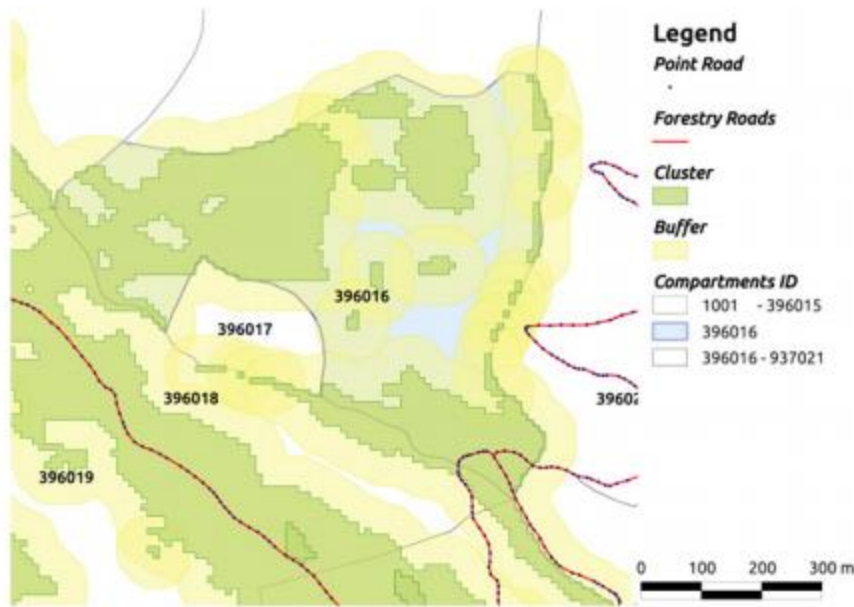 Legend
Point Road
Forestry Roads
Cluster
Buffer
Compartments ID
1001 - 396015
396016
396016 - 937021
396016
396017
396018
396019
39602
0 100 200 300 m